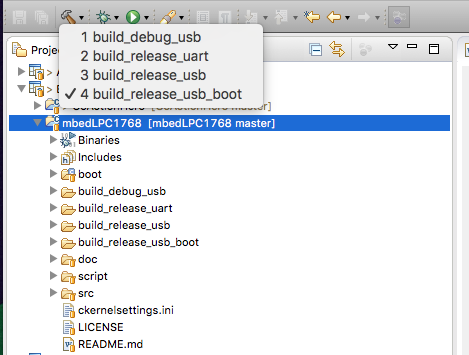 1 build_debug_usb
2 build_release_uart
3 build_release_usb
4 build_release_usb_boot
Proje
mbedLPC1768 [mbedLPC1768 master]
Binaries
Includes
boot
build_debug_usb
build_release_uart
build_release_usb
build_release_usb_boot
doc
script
src
ckernelsettings.ini
LICENSE
README.md